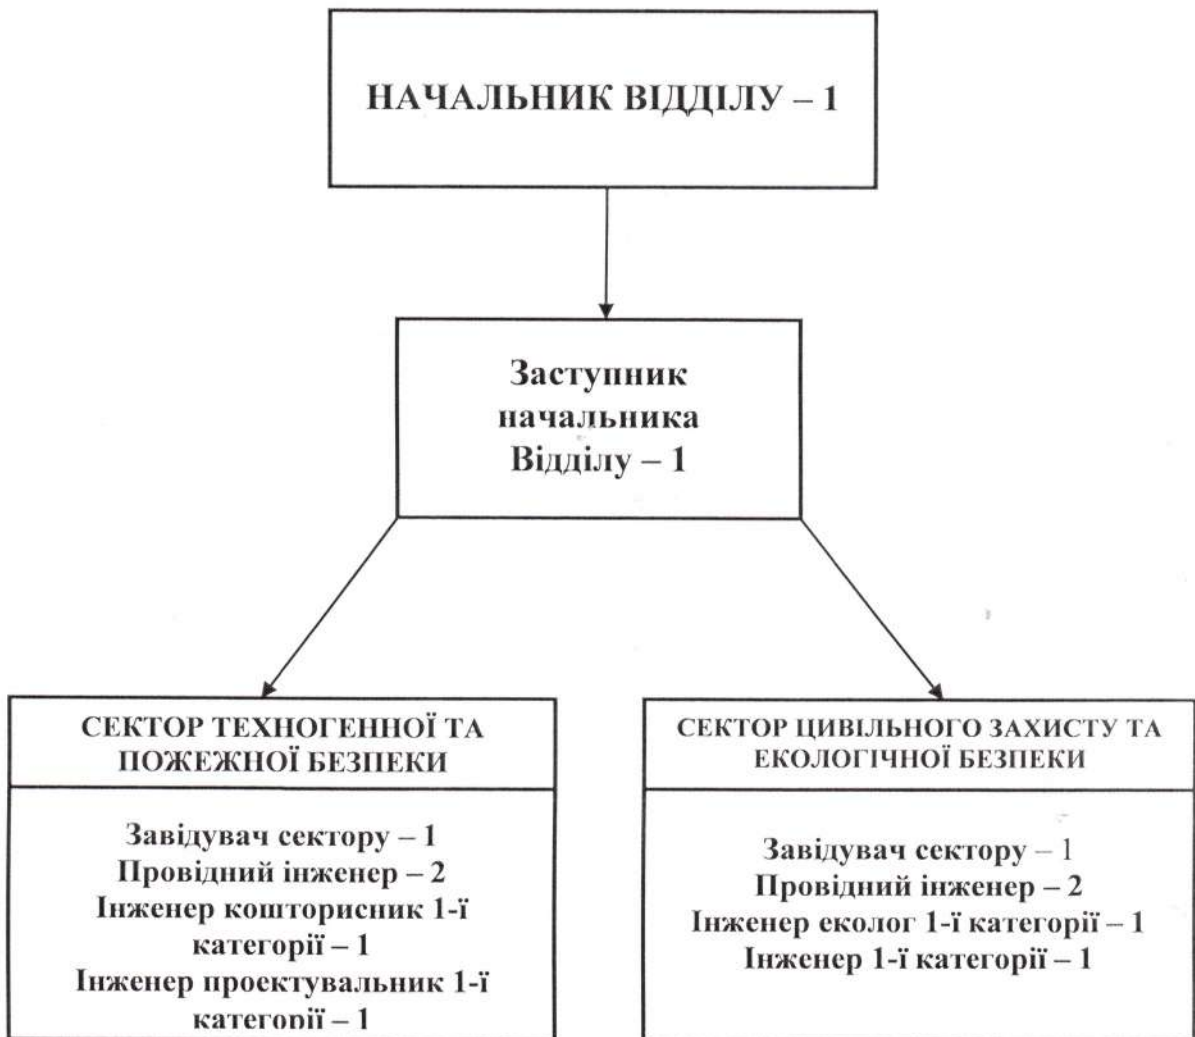 НАЧАЛЬНИК ВІДДІЛУ – 1
Заступник
начальника
Відділу – 1
СЕКТОР ТЕХНОГЕННОЇ ТА
ПОЖЕЖНОЇ БЕЗПЕКИ
Завідувач сектору – 1
Провідний інженер – 2
Інженер кошторисник 1-ї
категорії – 1
Інженер проектувальник 1-ї
категорії – 1
СЕКТОР ЦИВІЛЬНОГО ЗАХИСТУ ТА
ЕКОЛОГІЧНОЇ БЕЗПЕКИ
Завідувач сектору – 1
Провідний інженер – 2
Інженер еколог 1-ї категорії – 1
Інженер 1-ї категорії – 1